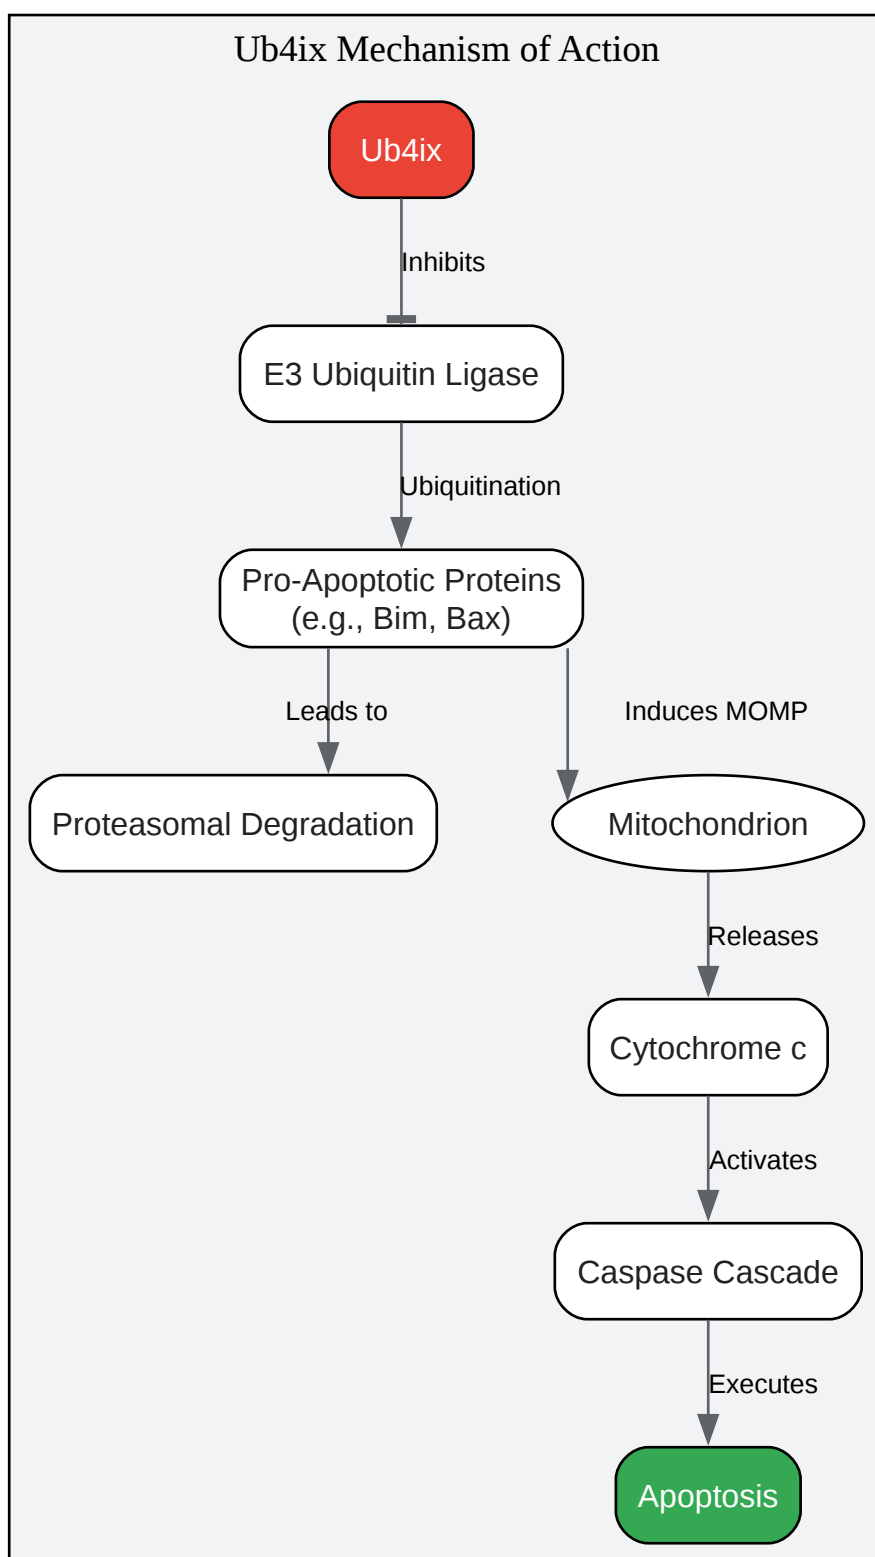 Ub4ix Mechanism of Action
Ub4ix
Inhibits
E3 Ubiquitin Ligase
Ubiquitination
Pro-Apoptotic Proteins
(e.g., Bim, Bax)
Leads to
Induces MOMP
Proteasomal Degradation
Mitochondrion
Releases
Cytochrome c
Activates
Caspase Cascade
Executes
Apoptosis